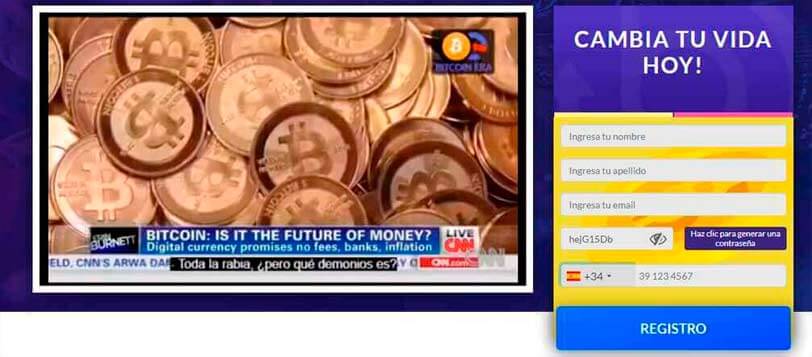 BITCOIN ERA
BURNETT
BITCOIN: IS IT THE FUTURE OF MONEY?
Digital currency promises no fees, banks, inflation
LIVE
CNN
CNN.com
ELD, CNN'S ARWA DAM
- Toda la rabia, ¿pero qué demonios es?
CAMBIA TU VIDA
HOY!
Ingresa tu nombre
Ingresa tu apellido
Ingresa tu email
hejG15Db
Haz clic para generar una
contraseña
+34
39 123 4567
REGISTRO